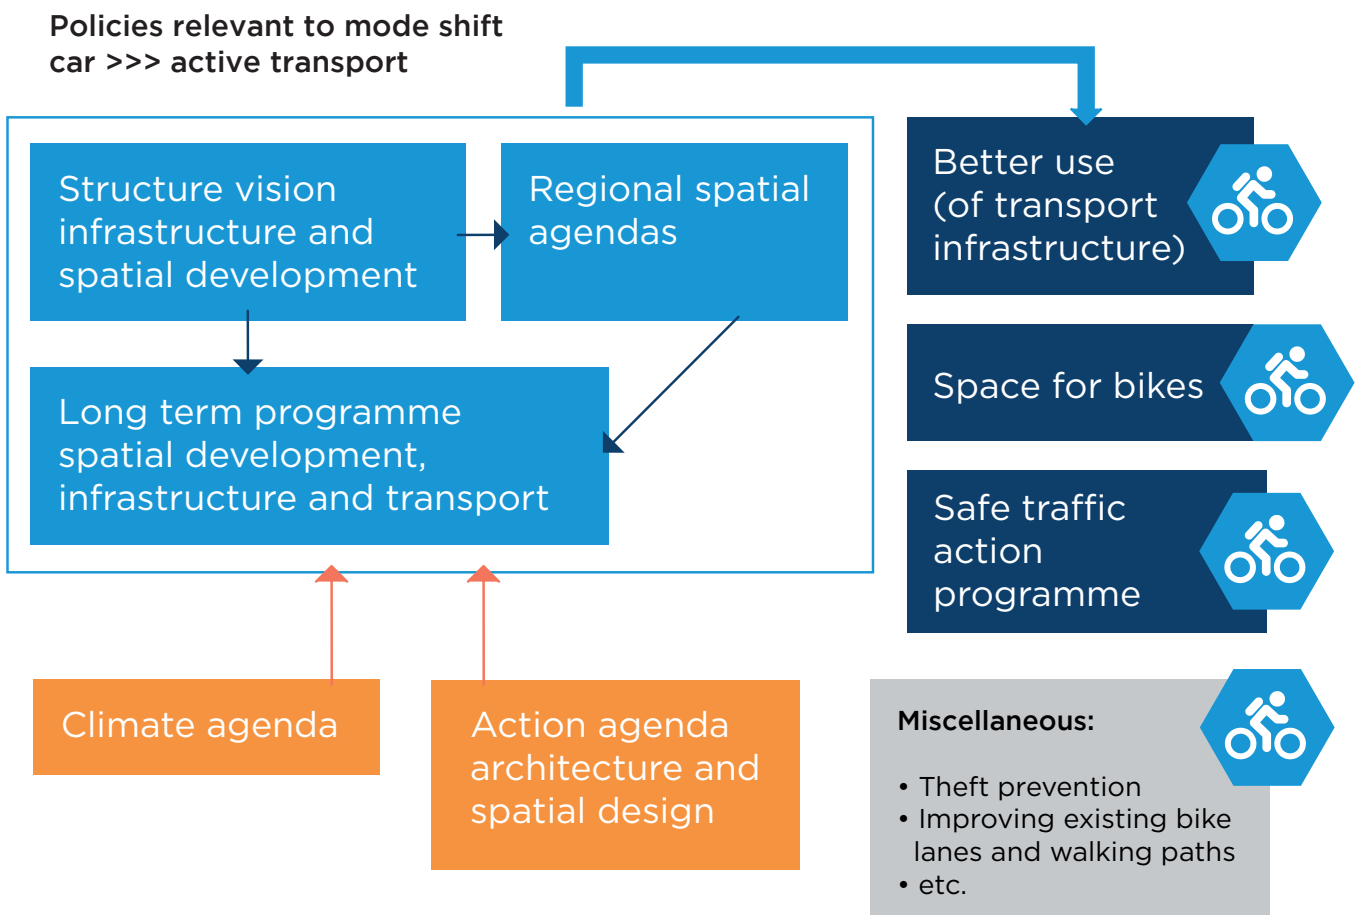 Policies relevant to mode shift
car >>> active transport
Structure vision
infrastructure and
spatial development
Regional spatial
agendas
Long term programme
spatial development,
infrastructure and transport
Climate agenda
Action agenda
architecture and
spatial design
Better use
(of transport
infrastructure)
Space for bikes
Safe traffic
action
programme
Miscellaneous:
• Theft prevention
• Improving existing bike
lanes and walking paths
• etc.